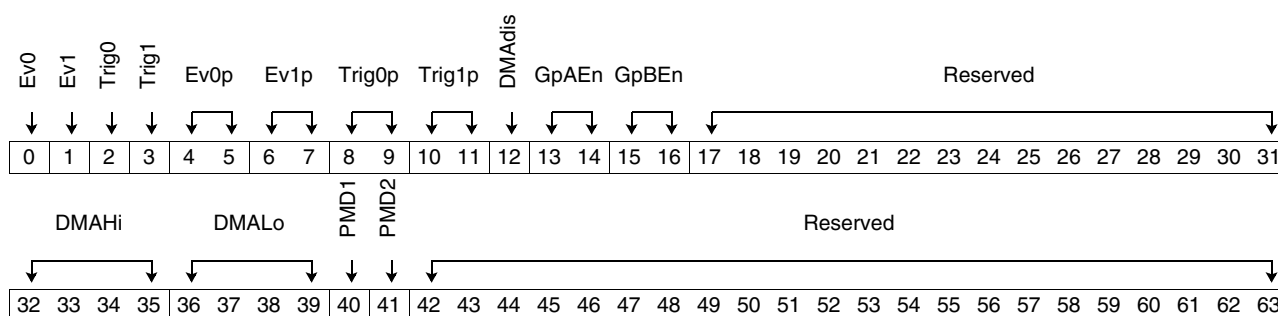 Ev0 Ev1 Trig0 Trig1 Ev0p Ev1p Trig0p Trig1p DMAdis GpAEn GpBEn Reserved
0 1 2 3 4 5 6 7 8 9 10 11 12 13 14 15 16 17 18 19 20 21 22 23 24 25 26 27 28 29 30 31
DMAHi DMALo PMD1 PMD2 Reserved
32 33 34 35 36 37 38 39 40 41 42 43 44 45 46 47 48 49 50 51 52 53 54 55 56 57 58 59 60 61 62 63